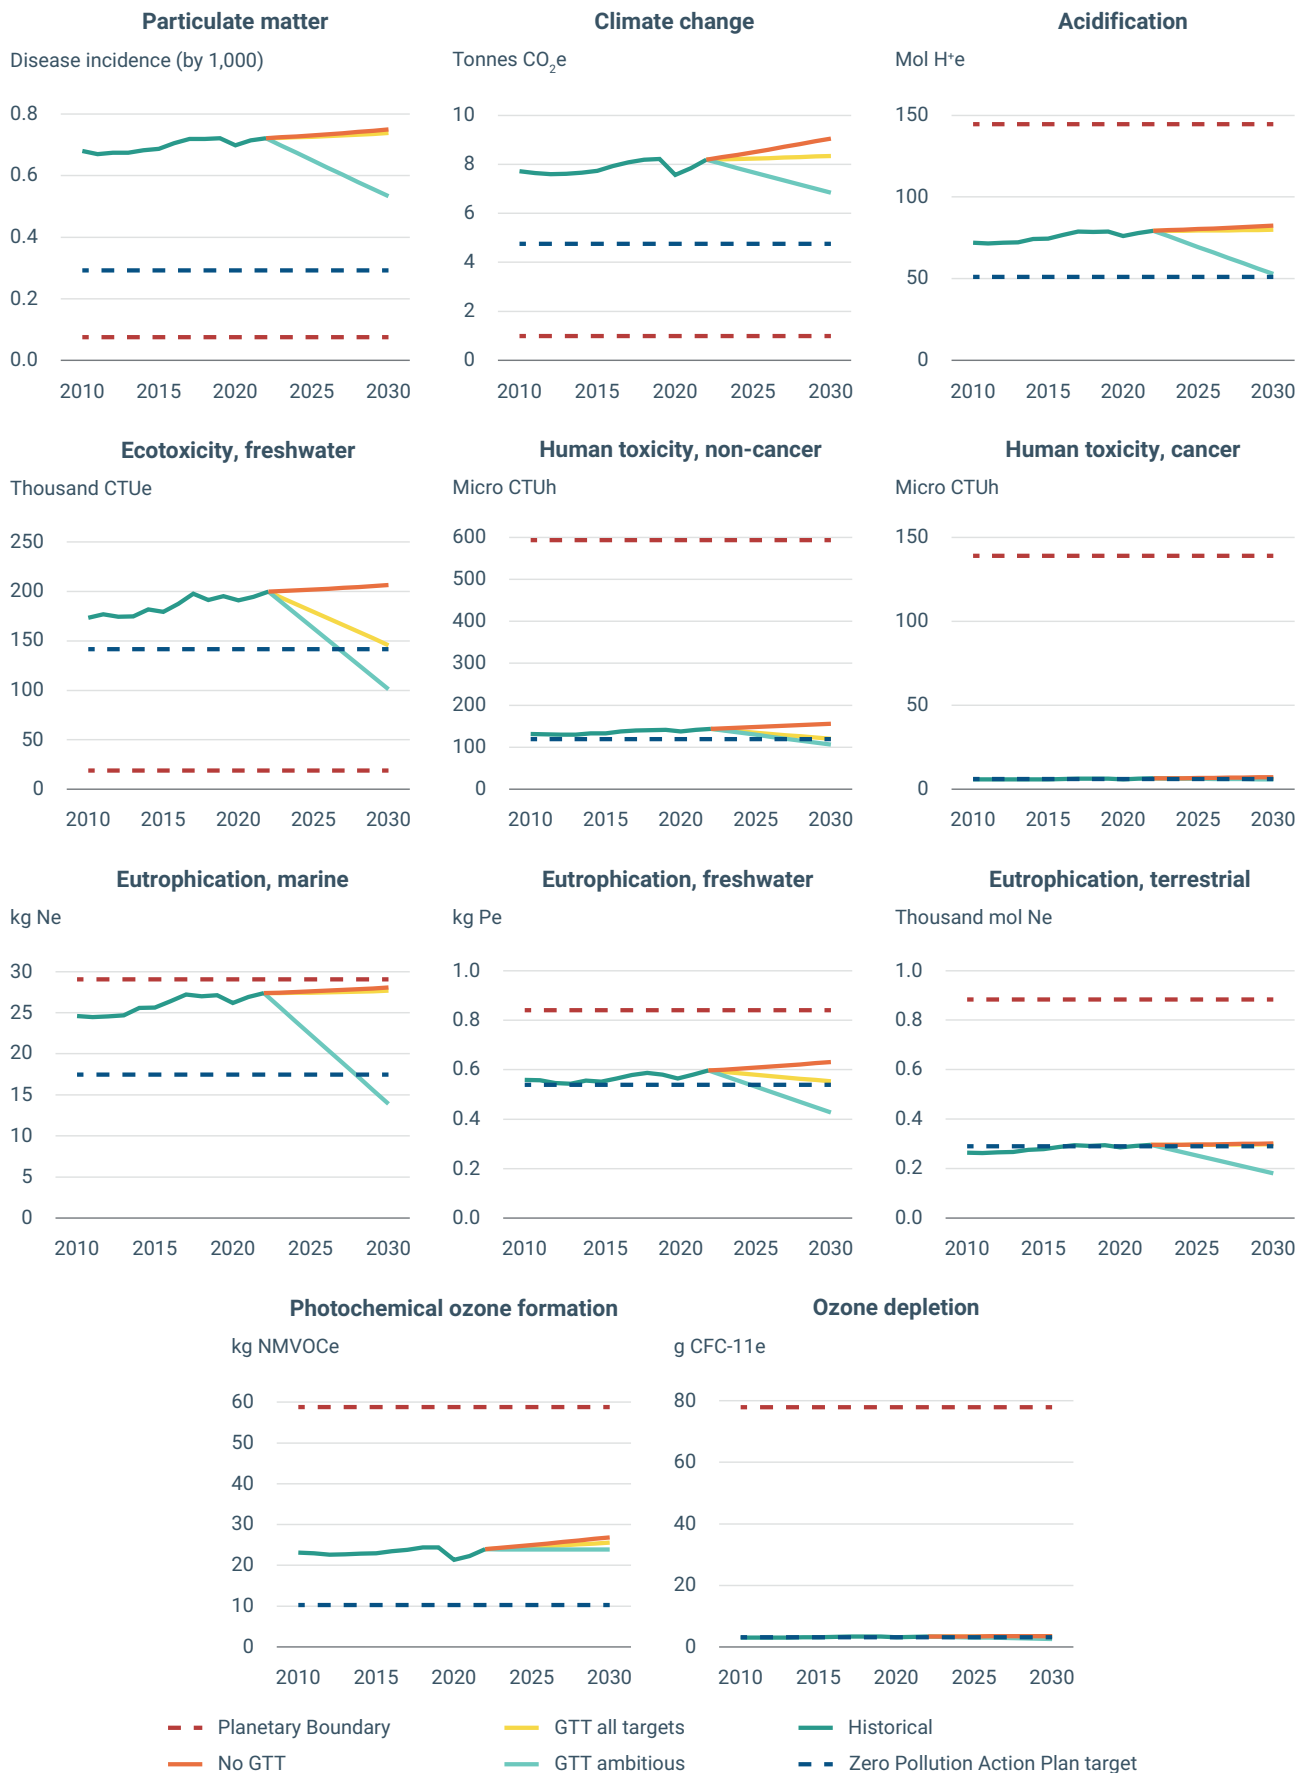 Particulate matter
Climate change
Acidification
Disease incidence (by 1,000)
Tonnes CO₂e
Mol H⁺e
0.8
0.6
0.4
0.2
0.0
2010 2015 2020 2025 2030
10
8
6
4
2
0
2010 2015 2020 2025 2030
150
100
50
0
2010 2015 2020 2025 2030
Ecotoxicity, freshwater
Human toxicity, non-cancer
Human toxicity, cancer
Thousand CTUe
Micro CTUh
Micro CTUh
250
200
150
100
50
0
2010 2015 2020 2025 2030
600
500
400
300
200
100
0
2010 2015 2020 2025 2030
150
100
50
0
2010 2015 2020 2025 2030
Eutrophication, marine
Eutrophication, freshwater
Eutrophication, terrestrial
kg Ne
kg Pe
Thousand mol Ne
30
25
20
15
10
5
0
2010 2015 2020 2025 2030
1.0
0.8
0.6
0.4
0.2
0.0
2010 2015 2020 2025 2030
1.0
0.8
0.6
0.4
0.2
0.0
2010 2015 2020 2025 2030
Photochemical ozone formation
Ozone depletion
kg NMVOCe
g CFC-11e
60
50
40
30
20
10
0
2010 2015 2020 2025 2030
80
60
40
20
0
2010 2015 2020 2025 2030
Planetary Boundary
GTT all targets
Historical
No GTT
GTT ambitious
Zero Pollution Action Plan target